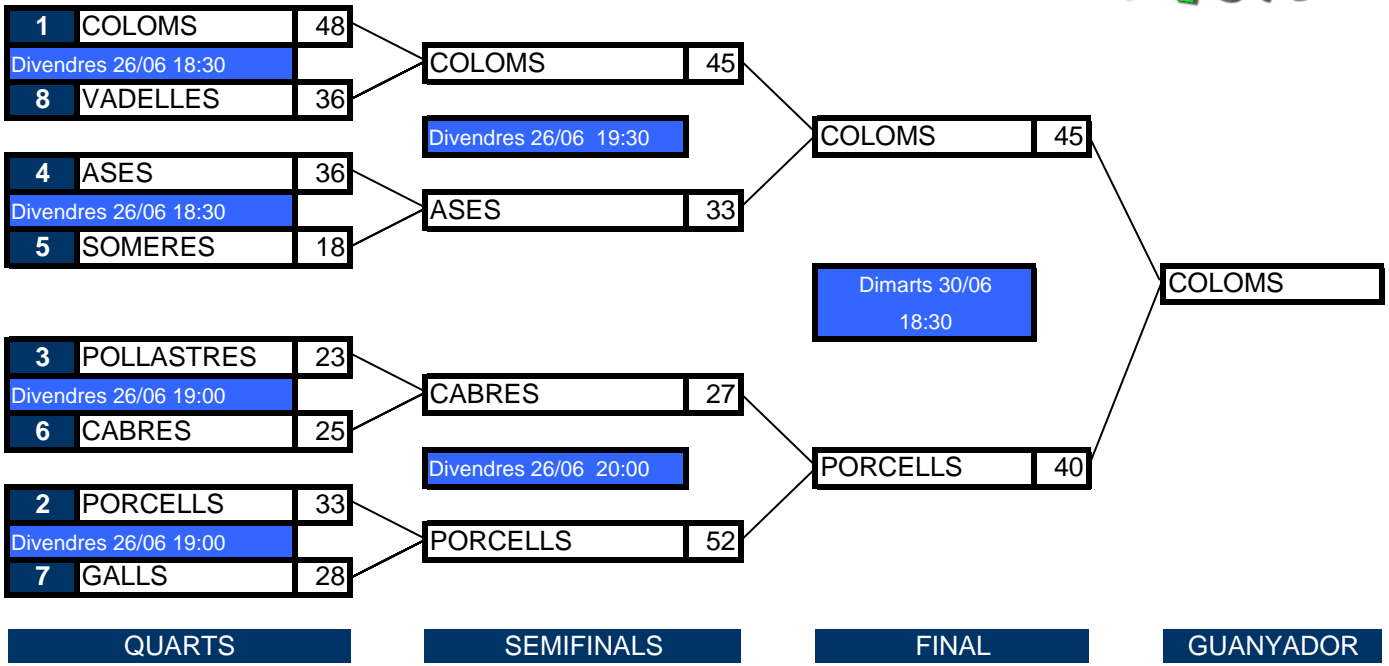 1 COLOMS 48
Divendres 26/06 18:30
8 VADELLES 36
4 ASES 36
Divendres 26/06 18:30
5 SOMERES 18
3 POLLASTRES 23
Divendres 26/06 19:00
6 CABRES 25
2 PORCELLS 33
Divendres 26/06 19:00
7 GALLS 28
QUARTS
COLOMS 45
Divendres 26/06 19:30
ASES 33
CABRES 27
Divendres 26/06 20:00
PORCELLS 52
SEMIFINALS
COLOMS 45
Dimarts 30/06
18:30
PORCELLS 40
FINAL
COLOMS
GUANYADOR